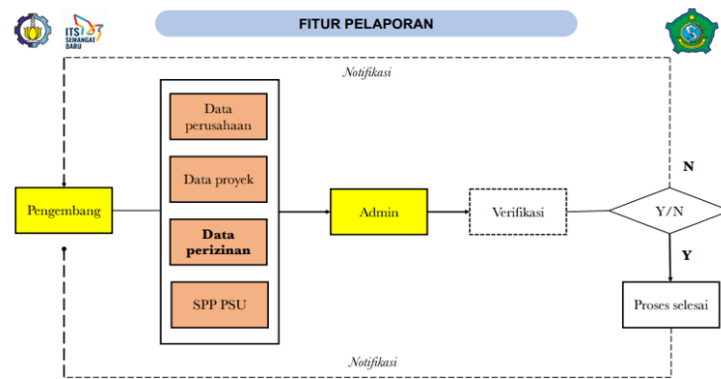 FITUR PELAPORAN
ITS
SEMANGAT
BARU
Notifikasi
Data
perusahaan
Data proyek
Data
perizinan
SPP PSU
Pengembang
Admin
Verifikasi
Y/N
N
Y
Proses selesai
Notifikasi